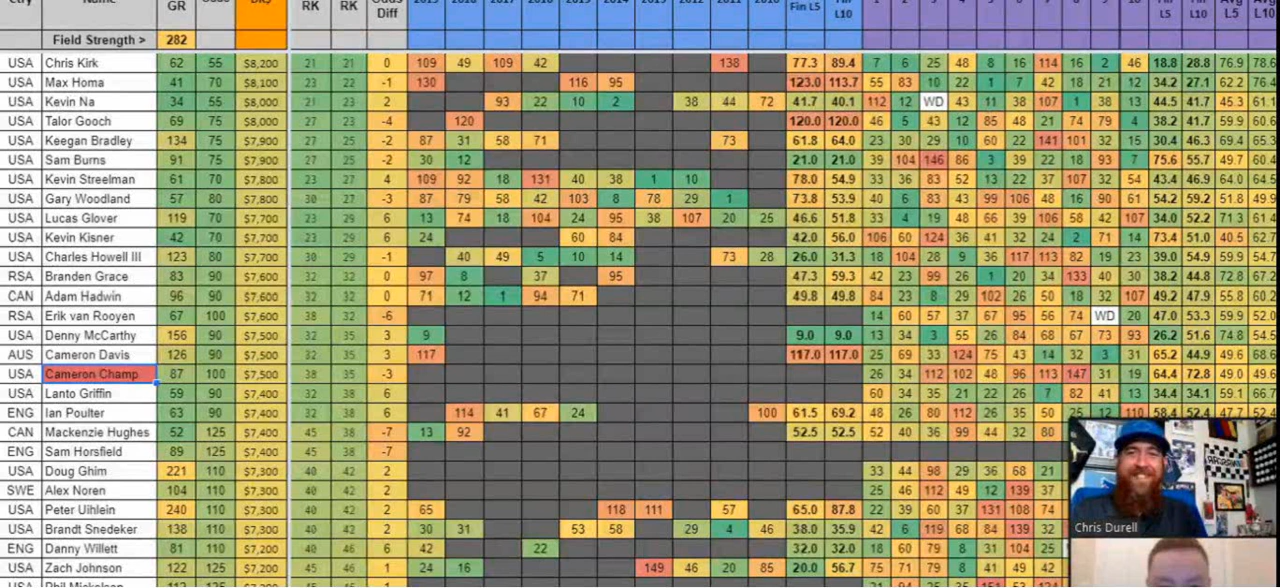 GR
DK$
RK RK
Diff
Fin L5
Fin L10
Field Strength > 282
USA Chris Kirk 62 55 $8,200 21 21 0 109 49 109 42 138 77.3 89.4 7 6 25 48 8 16 114 16 2 46 18.8 28.8 76.9 78.6
USA Max Homa 41 70 $8,100 23 22 -1 130 116 95 123.0 113.7 55 83 10 22 1 7 42 18 21 12 34.2 27.1 62.2 76.4
USA Kevin Na 34 55 $8,000 21 23 2 93 22 10 2 38 44 72 41.7 40.1 112 12 WD 43 11 38 107 1 38 13 44.5 41.7 45.3 61.1
USA Talor Gooch 69 75 $8,000 27 23 -4 120 120.0 120.0 46 5 43 12 85 48 21 74 79 4 38.2 41.7 59.9 60.6
USA Keegan Bradley 134 75 $7,900 27 25 -2 87 31 58 71 73 61.8 64.0 23 30 29 10 60 22 141 101 32 15 30.4 46.3 69.4 65.3
USA Sam Burns 91 75 $7,900 27 25 -2 30 12 21.0 21.0 39 104 146 86 3 39 22 18 93 7 75.6 55.7 49.7 60.4
USA Kevin Streelman 61 70 $7,800 23 27 4 109 92 17 131 40 38 1 10 78.0 54.9 33 36 83 52 13 22 37 107 32 54 43.4 46.9 64.0 64.5
USA Gary Woodland 57 80 $7,800 30 27 -3 87 79 58 42 103 8 78 29 1 73.8 53.9 40 6 83 43 99 106 48 16 90 61 54.2 59.2 51.8 49.9
USA Lucas Glover 119 70 $7,700 23 29 6 13 74 18 104 24 95 38 107 20 25 46.6 51.8 33 4 19 48 66 39 106 58 42 107 34.0 52.2 71.3 61.4
USA Kevin Kisner 42 70 $7,700 23 29 6 24 60 84 42.0 56.0 106 60 124 36 41 32 24 2 71 14 73.4 51.0 40.5 62.7
USA Charles Howell III 123 80 $7,700 30 29 -1 40 49 5 10 14 73 28 26.0 31.3 18 104 28 9 36 117 113 82 19 23 39.0 54.9 59.9 54.7
RSA Branden Grace 83 90 $7,600 32 32 0 97 8 37 95 47.3 59.3 42 23 99 26 1 20 34 133 40 30 38.2 44.8 72.8 67.2
CAN Adam Hadwin 96 90 $7,600 32 32 0 71 12 1 94 71 49.8 49.8 84 23 8 29 102 26 50 18 32 107 49.2 47.9 55.8 60.2
RSA Erik van Rooyen 67 100 $7,600 38 32 -6 14 60 57 37 67 95 56 74 WD 20 47.0 53.3 59.9 52.0
USA Denny McCarthy 156 90 $7,500 32 35 3 9 9.0 9.0 13 34 3 55 26 84 68 67 73 93 26.2 51.6 74.8 54.5
AUS Cameron Davis 126 90 $7,500 32 35 3 117 117.0 117.0 25 69 33 124 75 43 14 32 3 31 65.2 44.9 49.6 68.6
USA Cameron Champ 87 100 $7,500 38 35 -3 26 34 112 102 48 96 113 147 31 19 64.4 72.8 49.0 49.6
USA Lanto Griffin 59 90 $7,400 32 38 6 60 34 35 21 22 26 7 82 41 13 34.4 34.1 59.1 66.7
ENG Ian Poulter 63 90 $7,400 32 38 6 114 41 67 24 100 61.5 69.2 48 26 80 112 26 35 50 25 12 110 58.4 52.4 47.7 52.4
CAN Mackenzie Hughes 52 125 $7,400 45 38 -7 13 92 52.5 52.5 52 40 36 99 44 32 80
ENG Sam Horsfield 89 125 $7,400 45 38 -7
USA Doug Ghim 221 110 $7,300 40 42 2 33 44 98 29 36 68 21
SWE Alex Noren 104 110 $7,300 40 42 2 25 46 112 49 12 139 37
USA Peter Uihlein 240 110 $7,300 40 42 2 65 118 111 57 65.0 87.8 22 39 60 37 131 108 74
USA Brandt Snedeker 138 110 $7,300 40 42 2 30 31 53 58 29 4 46 38.0 35.9 42 6 119 68 84 139 32
Chris Durell
ENG Danny Willett 81 110 $7,200 40 46 6 42 22 32.0 32.0 18 60 79 8 31 104 25
USA Zach Johnson 122 125 $7,200 45 46 1 24 16 149 46 20 85 20.0 56.7 75 71 79 42